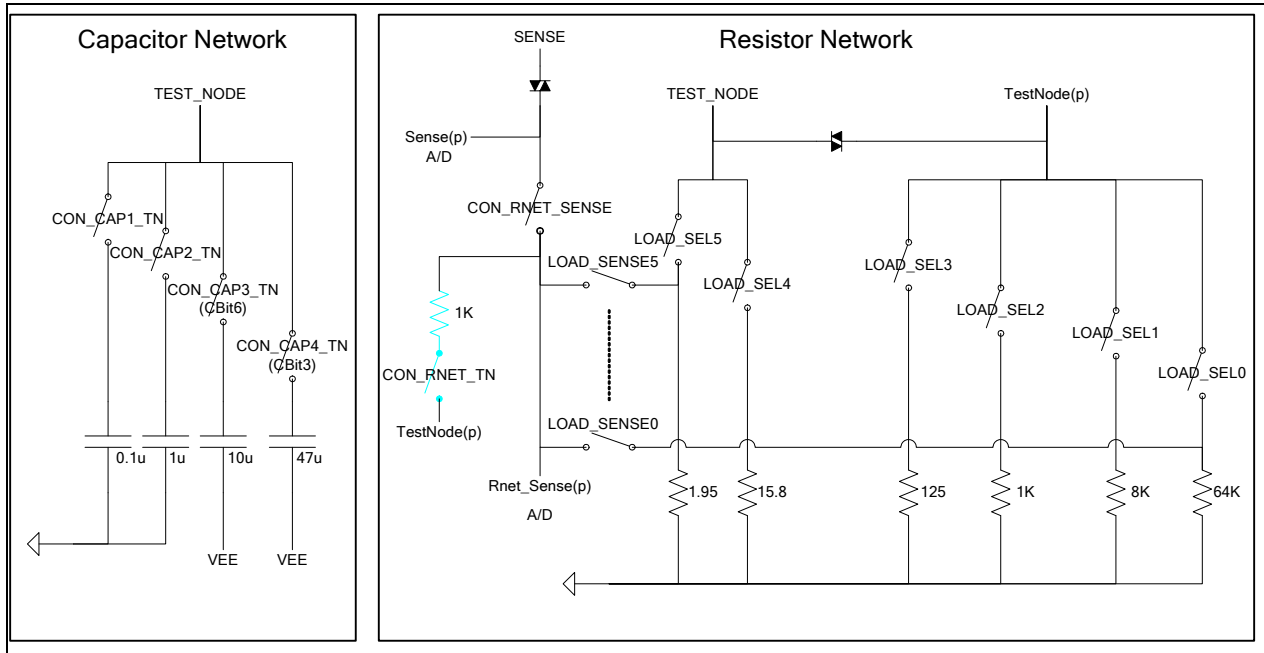 Capacitor Network
TEST_NODE
CON_CAP1_TN
CON_CAP2_TN
CON_CAP3_TN
(CBit6)
CON_CAP4_TN
(CBit3)
0.1u
1u
10u
47u
VEE
VEE
Resistor Network
SENSE
TEST_NODE
TestNode(p)
Sense(p)
A/D
CON_RNET_SENSE
LOAD_SEL5
LOAD_SENSE5
LOAD_SEL4
LOAD_SEL3
LOAD_SEL2
LOAD_SEL1
LOAD_SEL0
1K
CON_RNET_TN
TestNode(p)
LOAD_SENSE0
Rnet_Sense(p)
A/D
1.95
15.8
125
1K
8K
64K